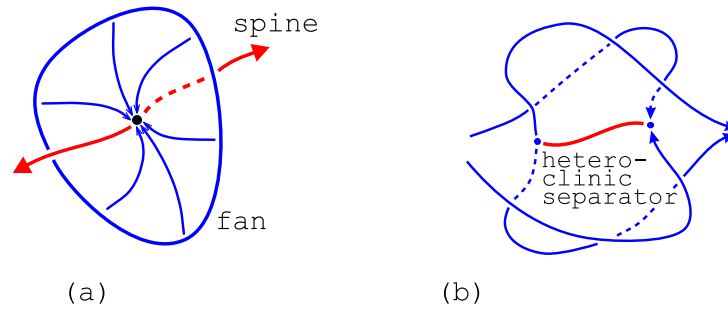 spine
fan
hetero-
clinic
separator
(a)
(b)